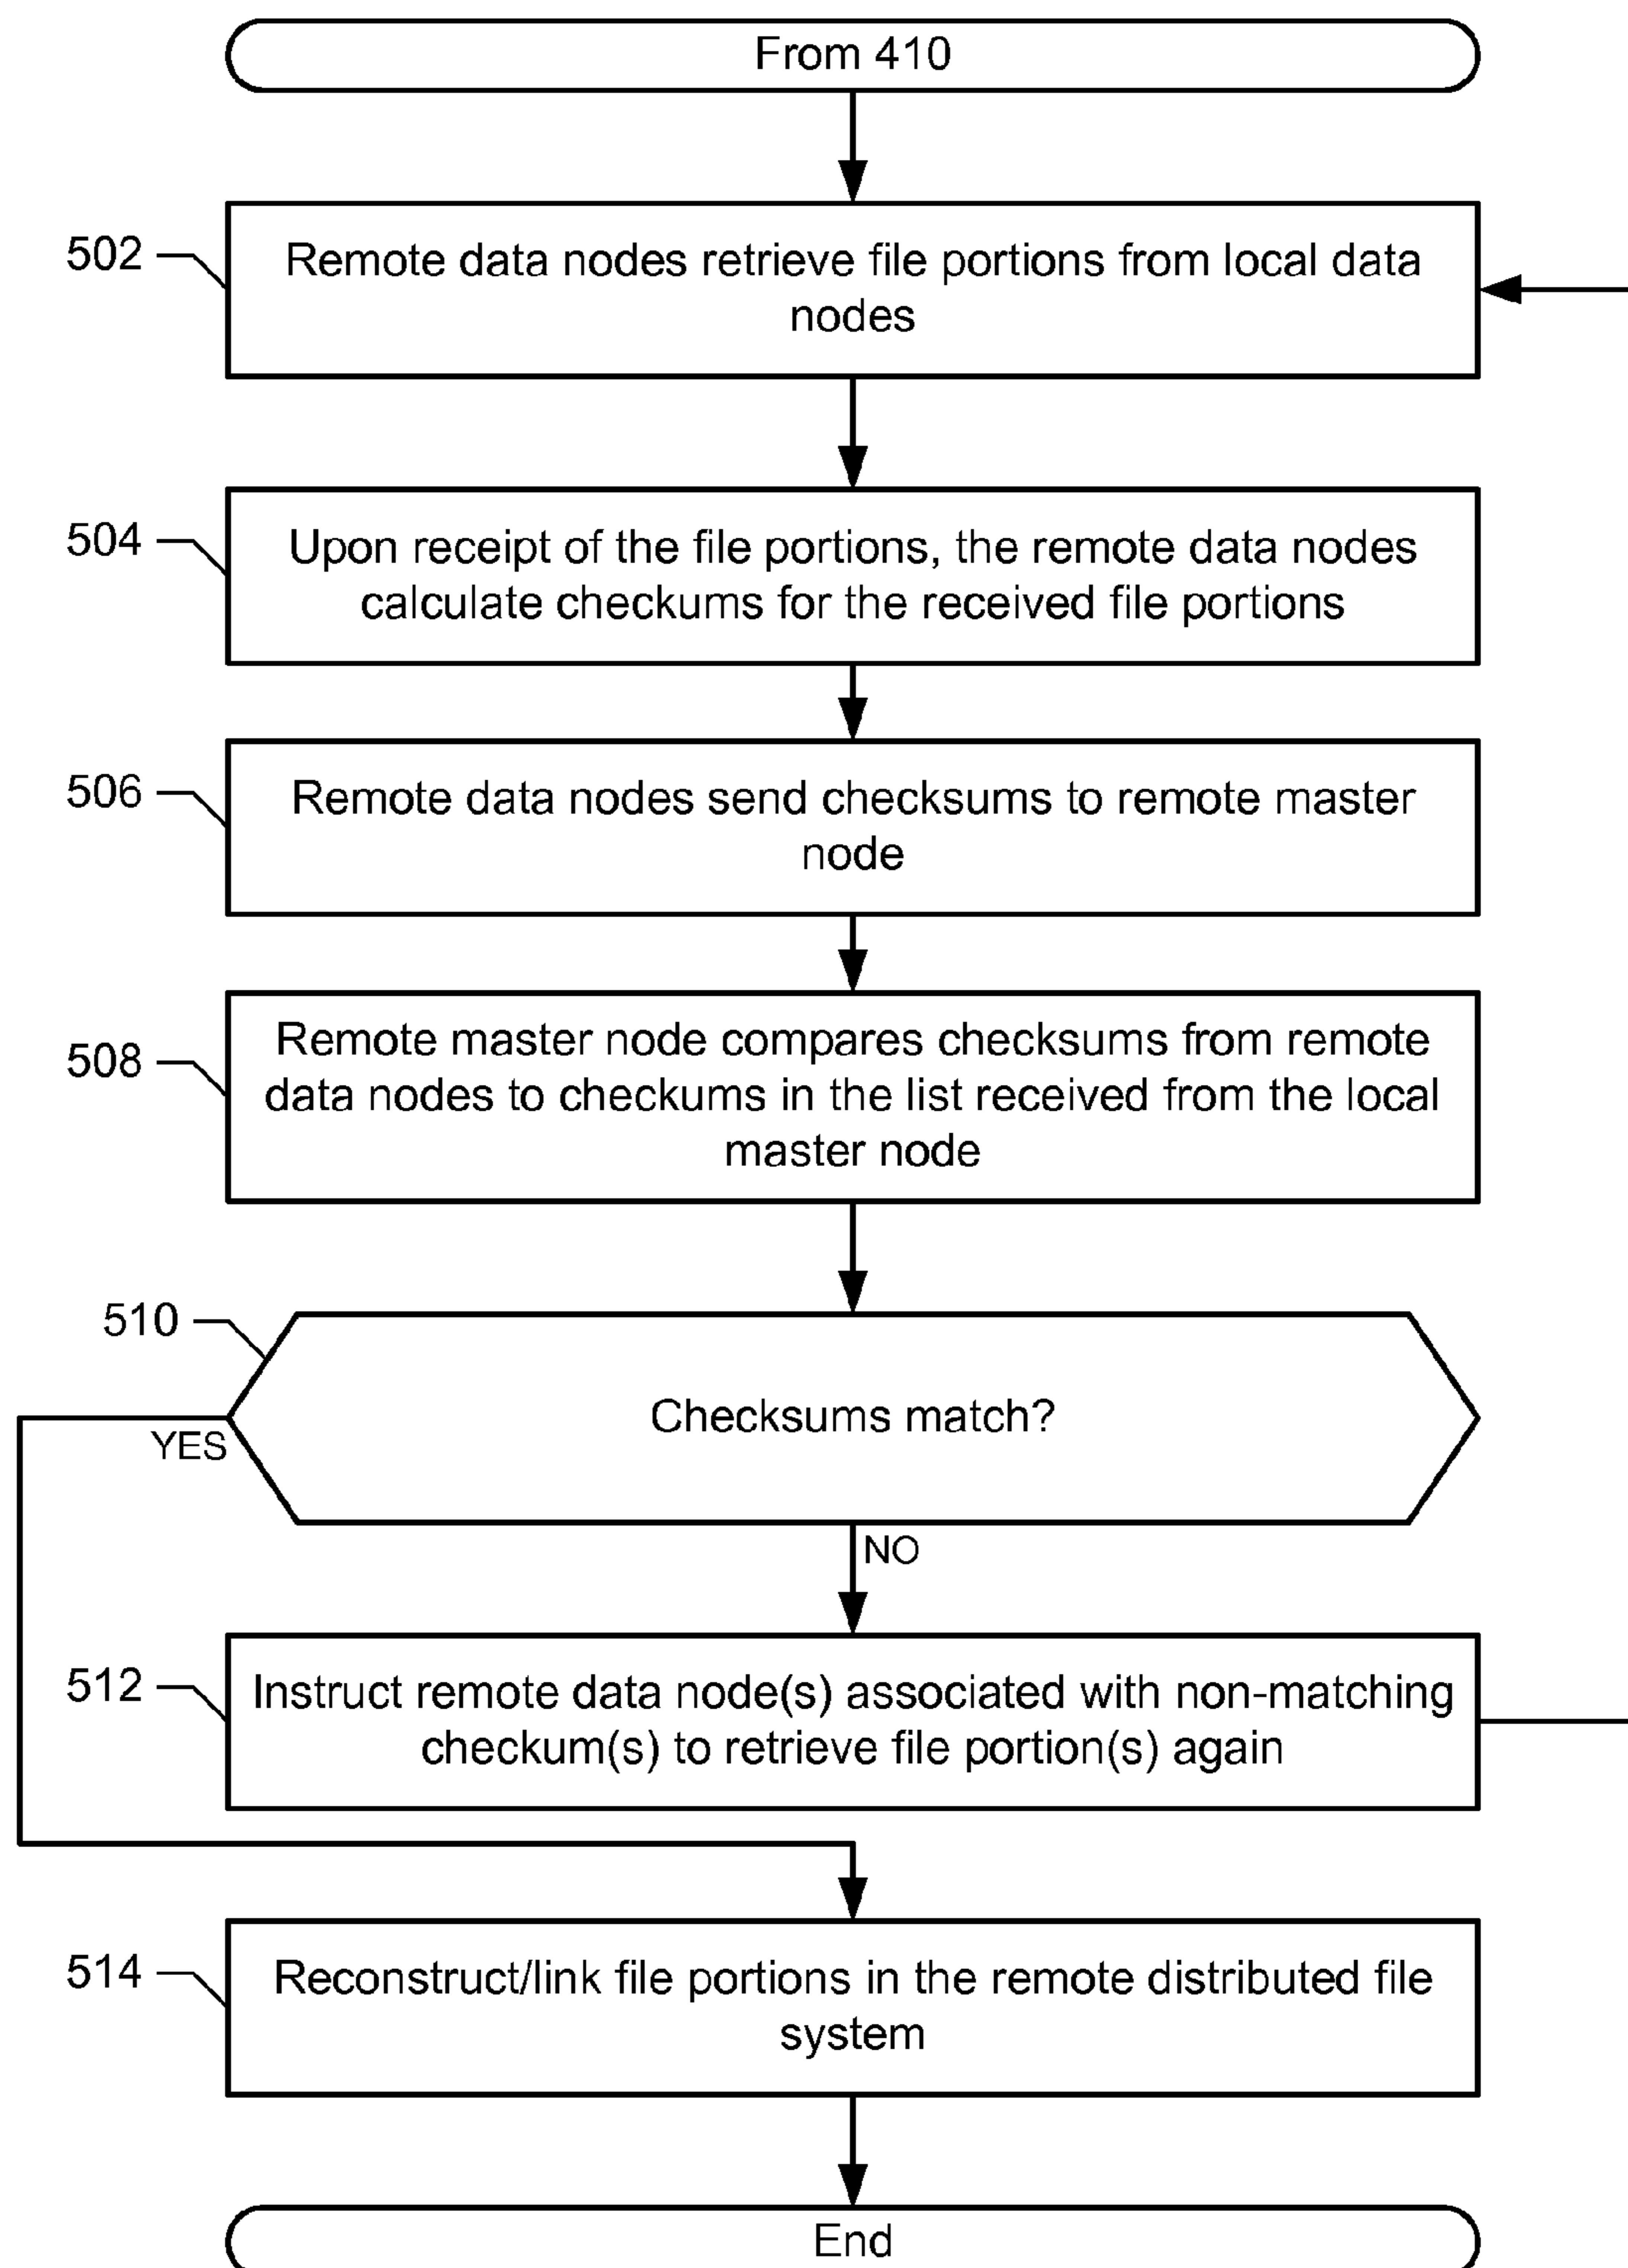 From 410
502
Remote data nodes retrieve file portions from local data
nodes
504
Upon receipt of the file portions, the remote data nodes
calculate checkums for the received file portions
506
Remote data nodes send checksums to remote master
node
508
Remote master node compares checksums from remote
data nodes to checkums in the list received from the local
master node
510
Checksums match?
YES
NO
512
Instruct remote data node(s) associated with non-matching
checkum(s) to retrieve file portion(s) again
514
Reconstruct/link file portions in the remote distributed file
system
End